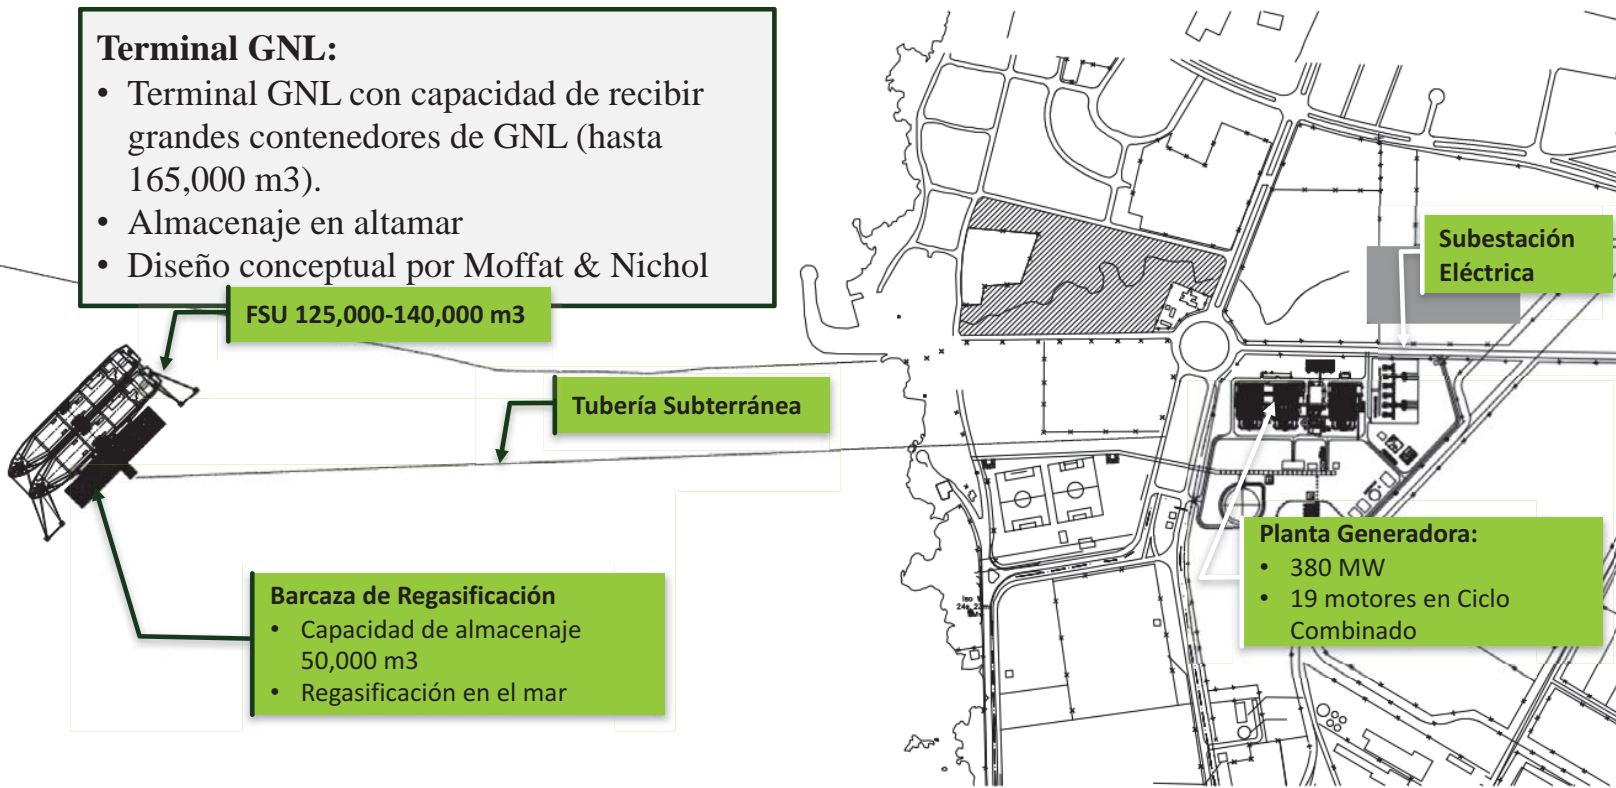 Terminal GNL:
• Terminal GNL con capacidad de recibir
grandes contenedores de GNL (hasta
165,000 m3).
• Almacenaje en altamar
• Diseño conceptual por Moffat & Nichol
FSU 125,000-140,000 m3
Subestación
Eléctrica
Tubería Subterránea
Planta Generadora:
• 380 MW
• 19 motores en Ciclo
Combinado
Barcaza de Regasificación
• Capacidad de almacenaje
50,000 m3
• Regasificación en el mar